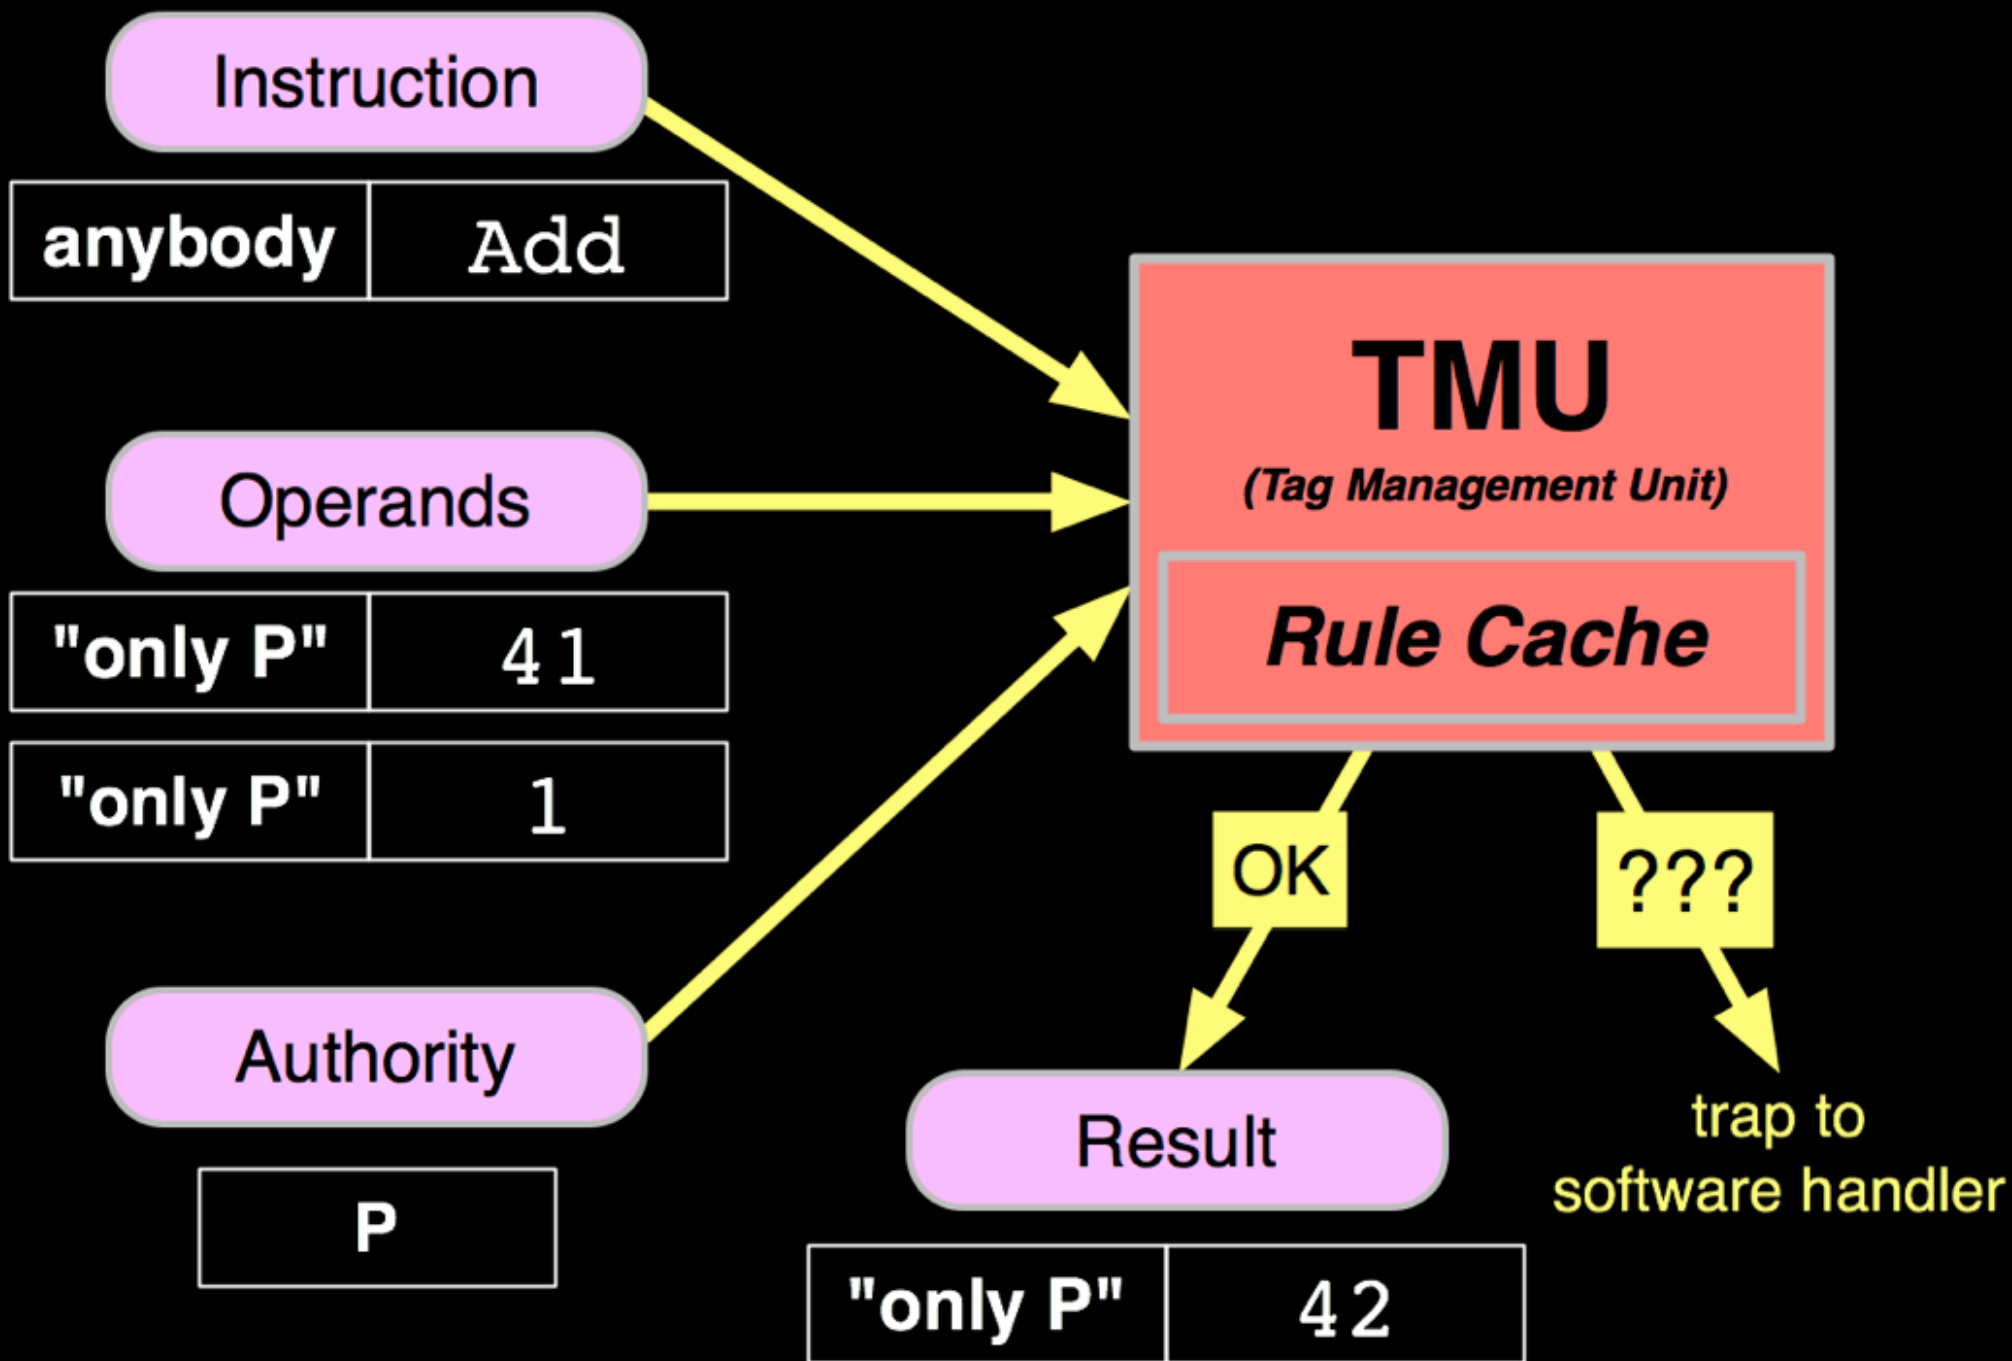 Instruction
anybody Add
Operands
"only P" 41
"only P" 1
Authority
P
TMU
(Tag Management Unit)
Rule Cache
OK
???
Result
"only P" 42
trap to
software handler